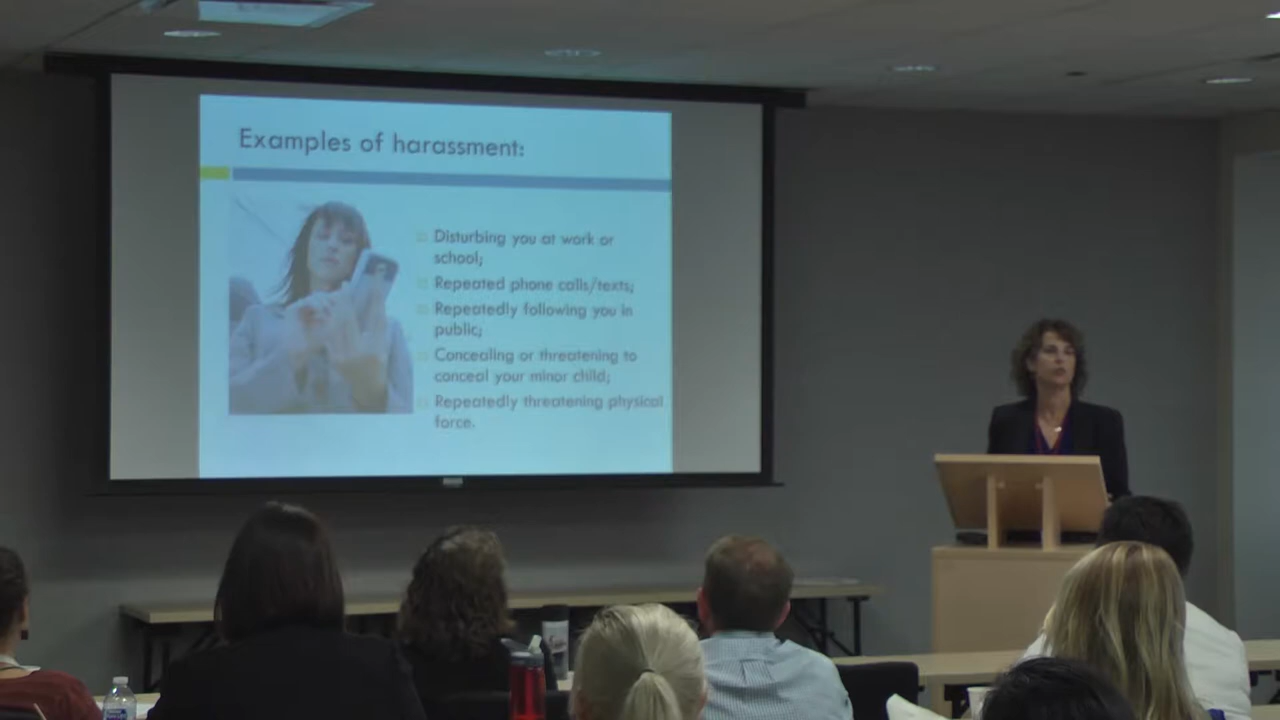 Examples of harassment:
Disturbing you at work or
school;
Repeated phone calls/texts;
Repeatedly following you in
public;
Concealing or threatening to
conceal your minor child;
Repeatedly threatening physical
force.